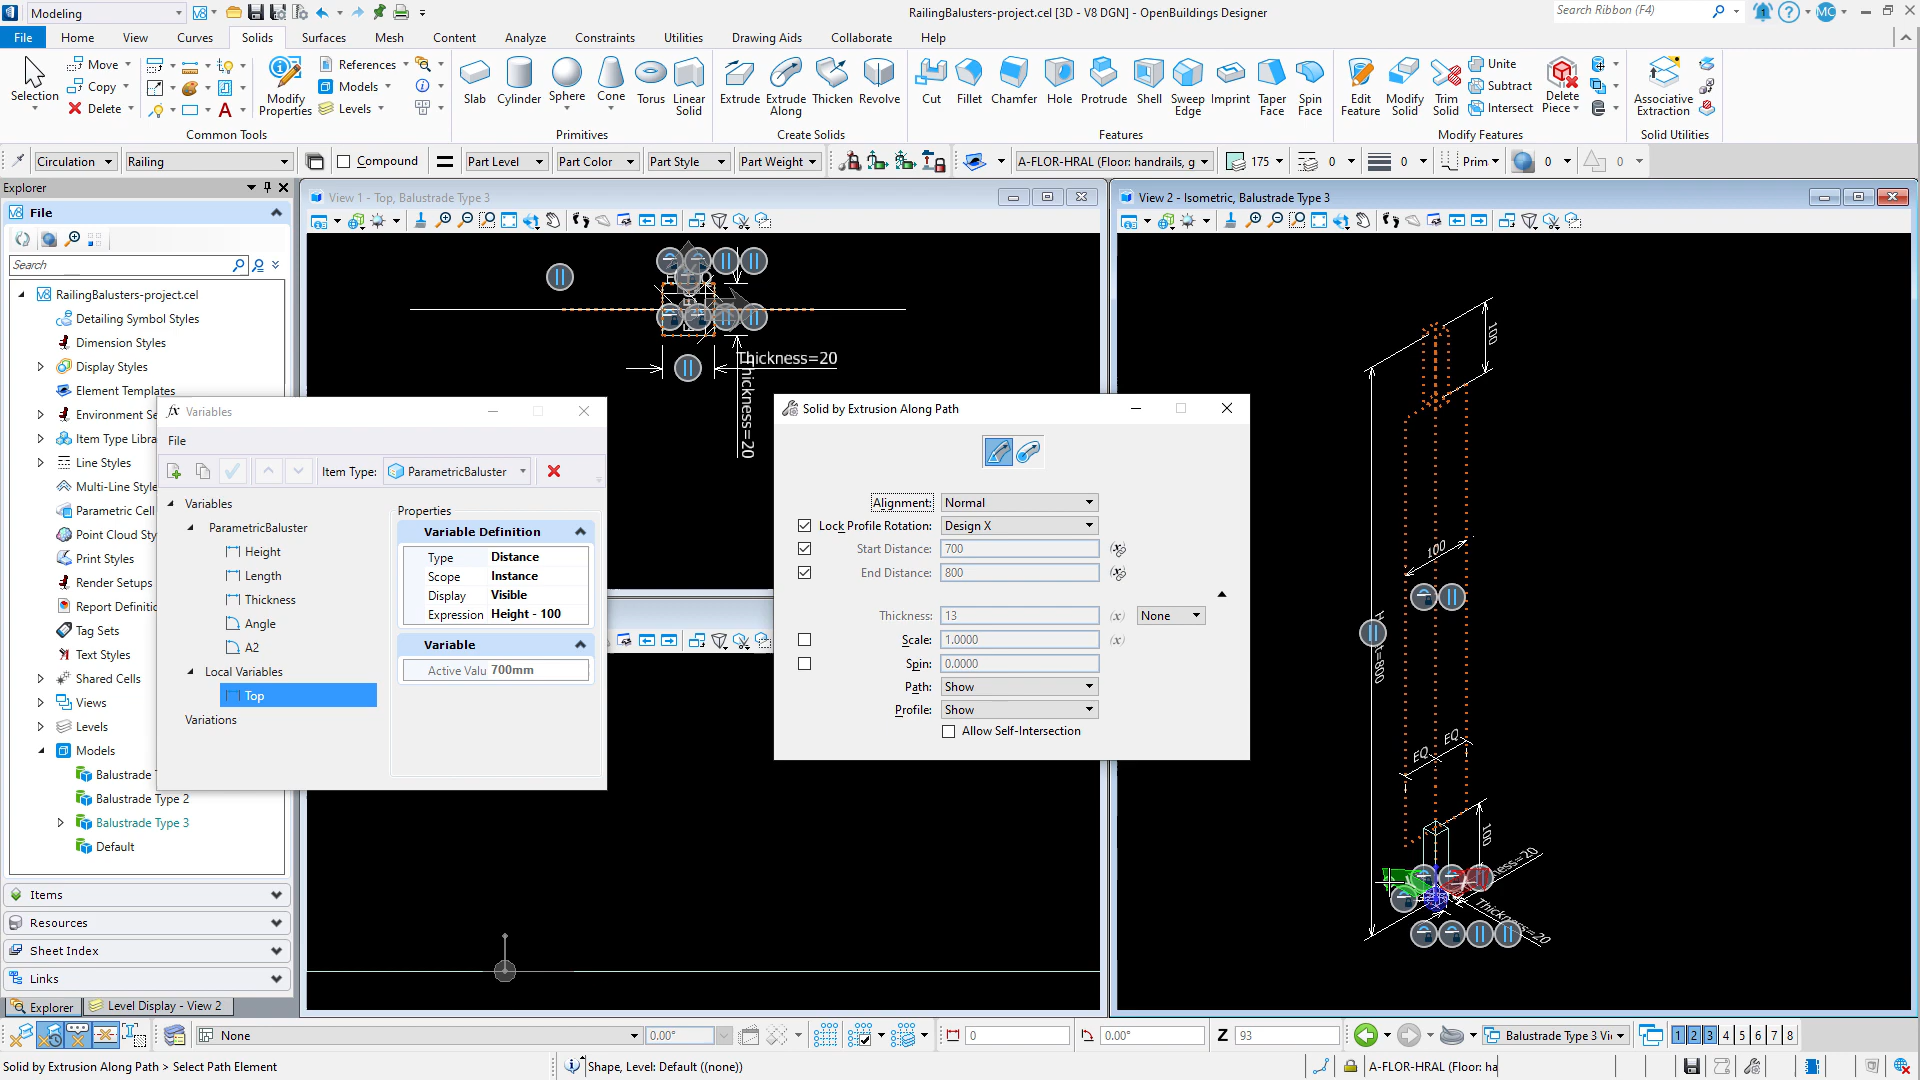 Modeling
RailingBalusters-project.cel [3D - V8 DGN] - OpenBuildings Designer
Search Ribbon (F4)
MC
File
Home
View
Curves
Solids
Surfaces
Mesh
Content
Analyze
Constraints
Utilities
Drawing Aids
Collaborate
Help
Selection
Move
Copy
Delete
Modify Properties
References
Models
Levels
Common Tools
Slab
Cylinder
Sphere
Cone
Torus
Linear Solid
Primitives
Extrude
Extrude Along
Thicken
Revolve
Create Solids
Cut
Fillet
Chamfer
Hole
Protrude
Shell
Sweep Edge
Imprint
Taper Face
Spin Face
Features
Edit Feature
Modify Solid
Trim Solid
Unite
Subtract
Intersect
Delete Piece
Modify Features
Associative Extraction
Solid Utilities
Circulation
Railing
Compound
Part Level
Part Color
Part Style
Part Weight
A-FLOR-HRAL (Floor: handrails, g
175
0
0
Prim
0
0
Explorer
File
Search
RailingBalusters-project.cel
Detailing Symbol Styles
Dimension Styles
Display Styles
Element Templates
Environment Se
Item Type Libra
Line Styles
Multi-Line Style
Parametric Cell
Point Cloud Sty
Print Styles
Render Setups
Report Definitio
Tag Sets
Text Styles
Shared Cells
Views
Levels
Models
Balustrade
Balustrade Type 2
Balustrade Type 3
Default
Items
Resources
Sheet Index
Links
Explorer
Level Display - View 2
View 1 - Top, Balustrade Type 3
Thickness=20
Thickness=20
View 2 - Isometric, Balustrade Type 3
100
100
EQ
EQ
100
Thickness=20
Variables
File
Item Type:
ParametricBaluster
Variables
ParametricBaluster
Height
Length
Thickness
Angle
A2
Local Variables
Top
Variations
Properties
Variable Definition
Type Distance
Scope Instance
Display Visible
Expression Height - 100
Variable
Active Valu 700mm
Solid by Extrusion Along Path
Alignment: Normal
Lock Profile Rotation: Design X
Start Distance: 700
End Distance: 800
Thickness: 13 (x) None
Scale: 1.0000 (x)
Spin: 0.0000
Path: Show
Profile: Show
Allow Self-Intersection
None
0.00°
0
0.00°
Z 93
Balustrade Type 3 Vi
1 2 3 4 5 6 7 8
Solid by Extrusion Along Path > Select Path Element
Shape, Level: Default ((none))
A-FLOR-HRAL (Floor: ha